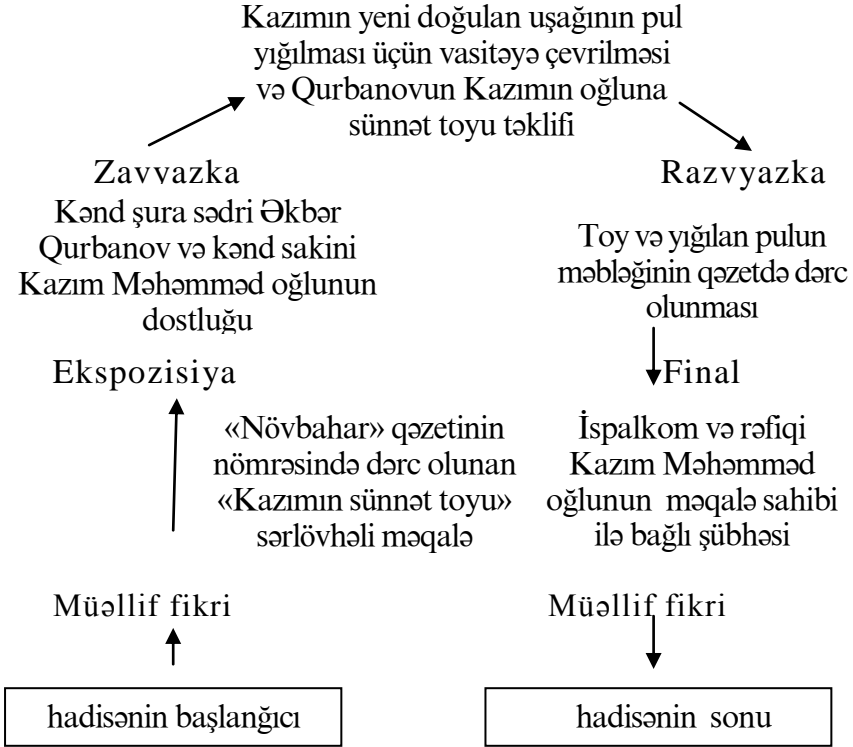 Kazımın yeni doğulan uşağının pul
yığılması üçün vasitəyə çevrilməsi
və Qurbanovun Kazımın oğluna
sünnət toyu təklifi
Zavvazka
Kənd şura sədri Əkbər
Qurbanov və kənd sakini
Kazım Məhəmməd oğlunun
dostluğu
Razvyazka
Toy və yığılan pulun
məbləğinin qəzetdə dərc
olunması
Ekspozisiya
«Növbahar» qəzetinin
nömrəsində dərc olunan
«Kazımın sünnət toyu»
sərlövhəli məqalə
Final
İspalkom və rəfiqi
Kazım Məhəmməd
oğlunun məqalə sahibi
ilə bağlı şübhəsi
Müəllif fikri
Müəllif fikri
hadisənin başlanğıcı
hadisənin sonu